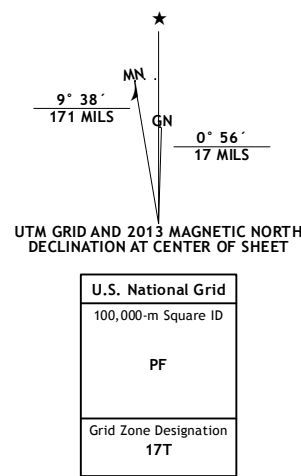 ★
MN
GN
9° 38´
171 MILS
0° 56´
17 MILS
UTM GRID AND 2013 MAGNETIC NORTH
DECLINATION AT CENTER OF SHEET
U.S. National Grid
100,000-m Square ID
PF
Grid Zone Designation
17T